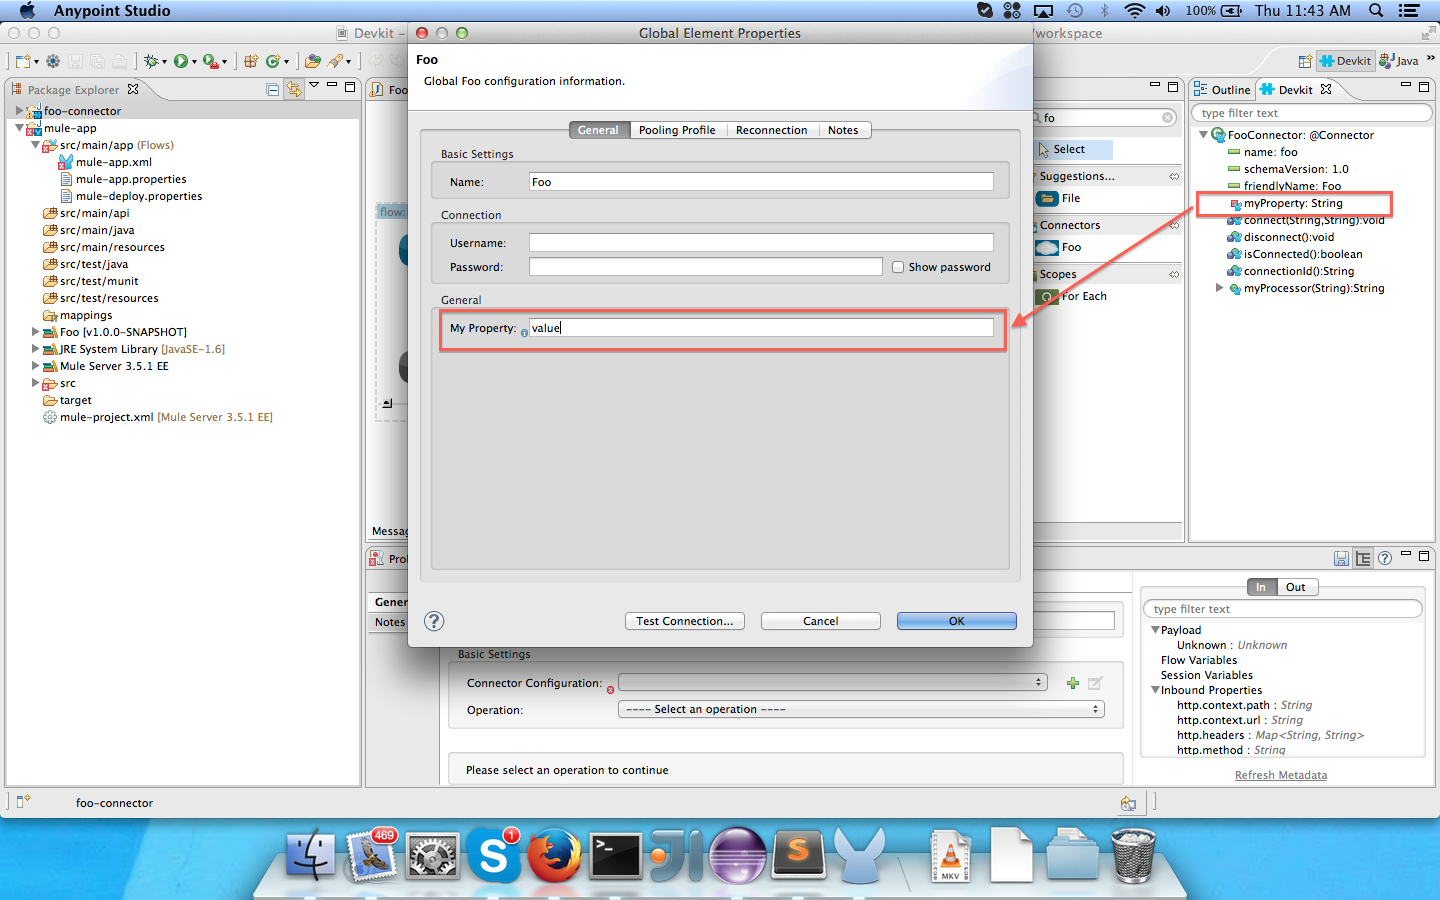 Anypoint Studio
100%
Thu 11:43 AM
Devkit –
Global Element Properties
/workspace
Devkit
Java
»
Foo
Global Foo configuration information.
General
Pooling Profile
Reconnection
Notes
Basic Settings
Name:
Foo
Connection
Username:
Password:
Show password
General
My Property:
value
Test Connection...
Cancel
OK
Package Explorer
foo-connector
mule-app
src/main/app (Flows)
mule-app.xml
mule-app.properties
mule-deploy.properties
src/main/api
src/main/java
src/main/resources
src/test/java
src/test/munit
src/test/resources
mappings
Foo [v1.0.0-SNAPSHOT]
JRE System Library [JavaSE-1.6]
Mule Server 3.5.1 EE
src
target
mule-project.xml [Mule Server 3.5.1 EE]
Foo
flow:
Messag
fo
Select
Suggestions...
File
Connectors
Foo
Scopes
For Each
Outline
Devkit
type filter text
FooConnector: @Connector
name: foo
schemaVersion: 1.0
friendlyName: Foo
myProperty: String
connect(String,String):void
disconnect():void
isConnected():boolean
connectionId():String
myProcessor(String):String
Pro
Gener
Notes
Basic Settings
Connector Configuration:
Operation:
---- Select an operation ----
Please select an operation to continue
In
Out
type filter text
Payload
Unknown : Unknown
Flow Variables
Session Variables
Inbound Properties
http.context.path : String
http.context.url : String
http.headers : Map<String, String>
http.method : String
Refresh Metadata
foo-connector
469
1
S
>_
JI
S
MKV